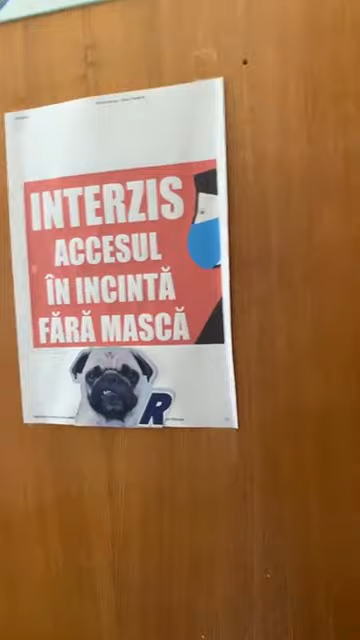 INTERZIS
ACCESUL
ÎN INCINTĂ
FĂRĂ MASCĂ
R